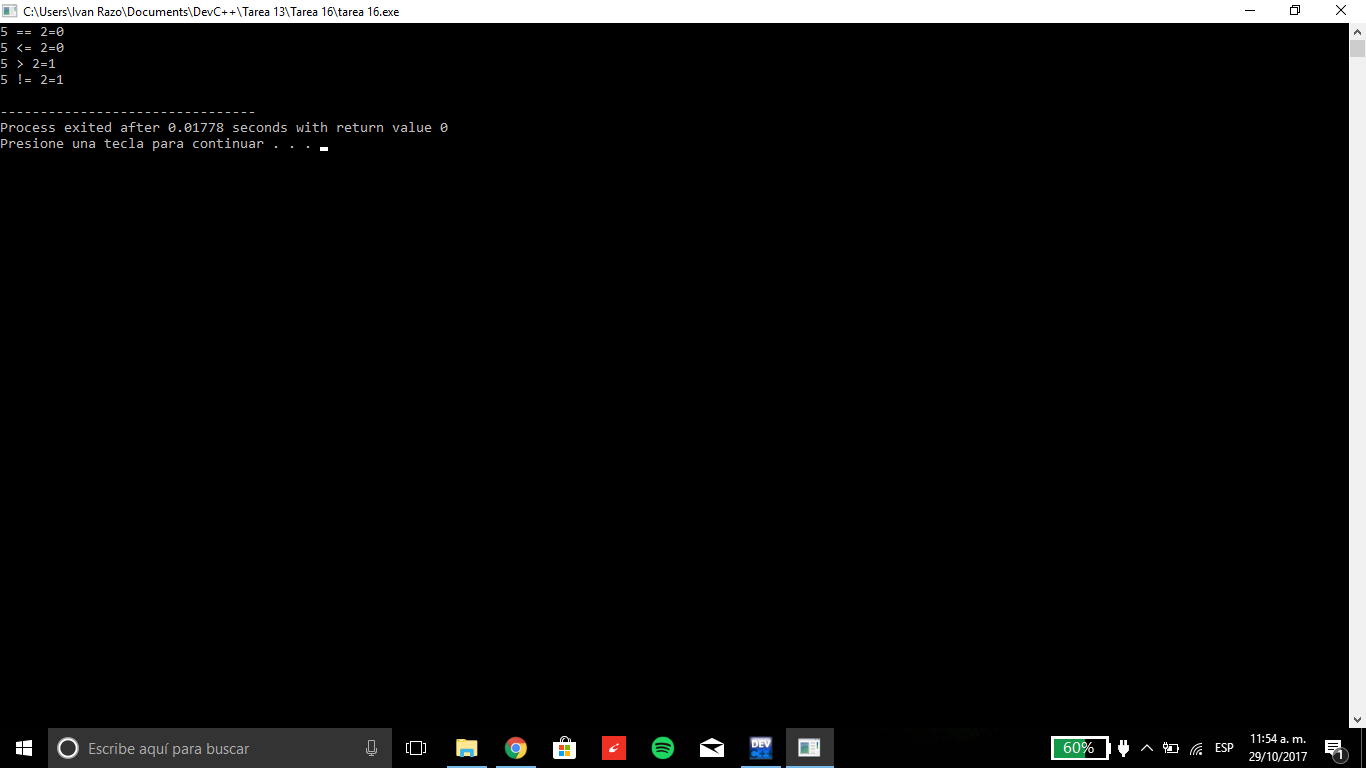 C:\Users\Ivan Razo\Documents\DevC++\Tarea 13\Tarea 16\tarea 16.exe
5 == 2=0
5 <= 2=0
5 > 2=1
5 != 2=1
--------------------------------
Process exited after 0.01778 seconds with return value 0
Presione una tecla para continuar . . .
Escribe aquí para buscar
DEV
60%
ESP
11:54 a. m.
29/10/2017
1